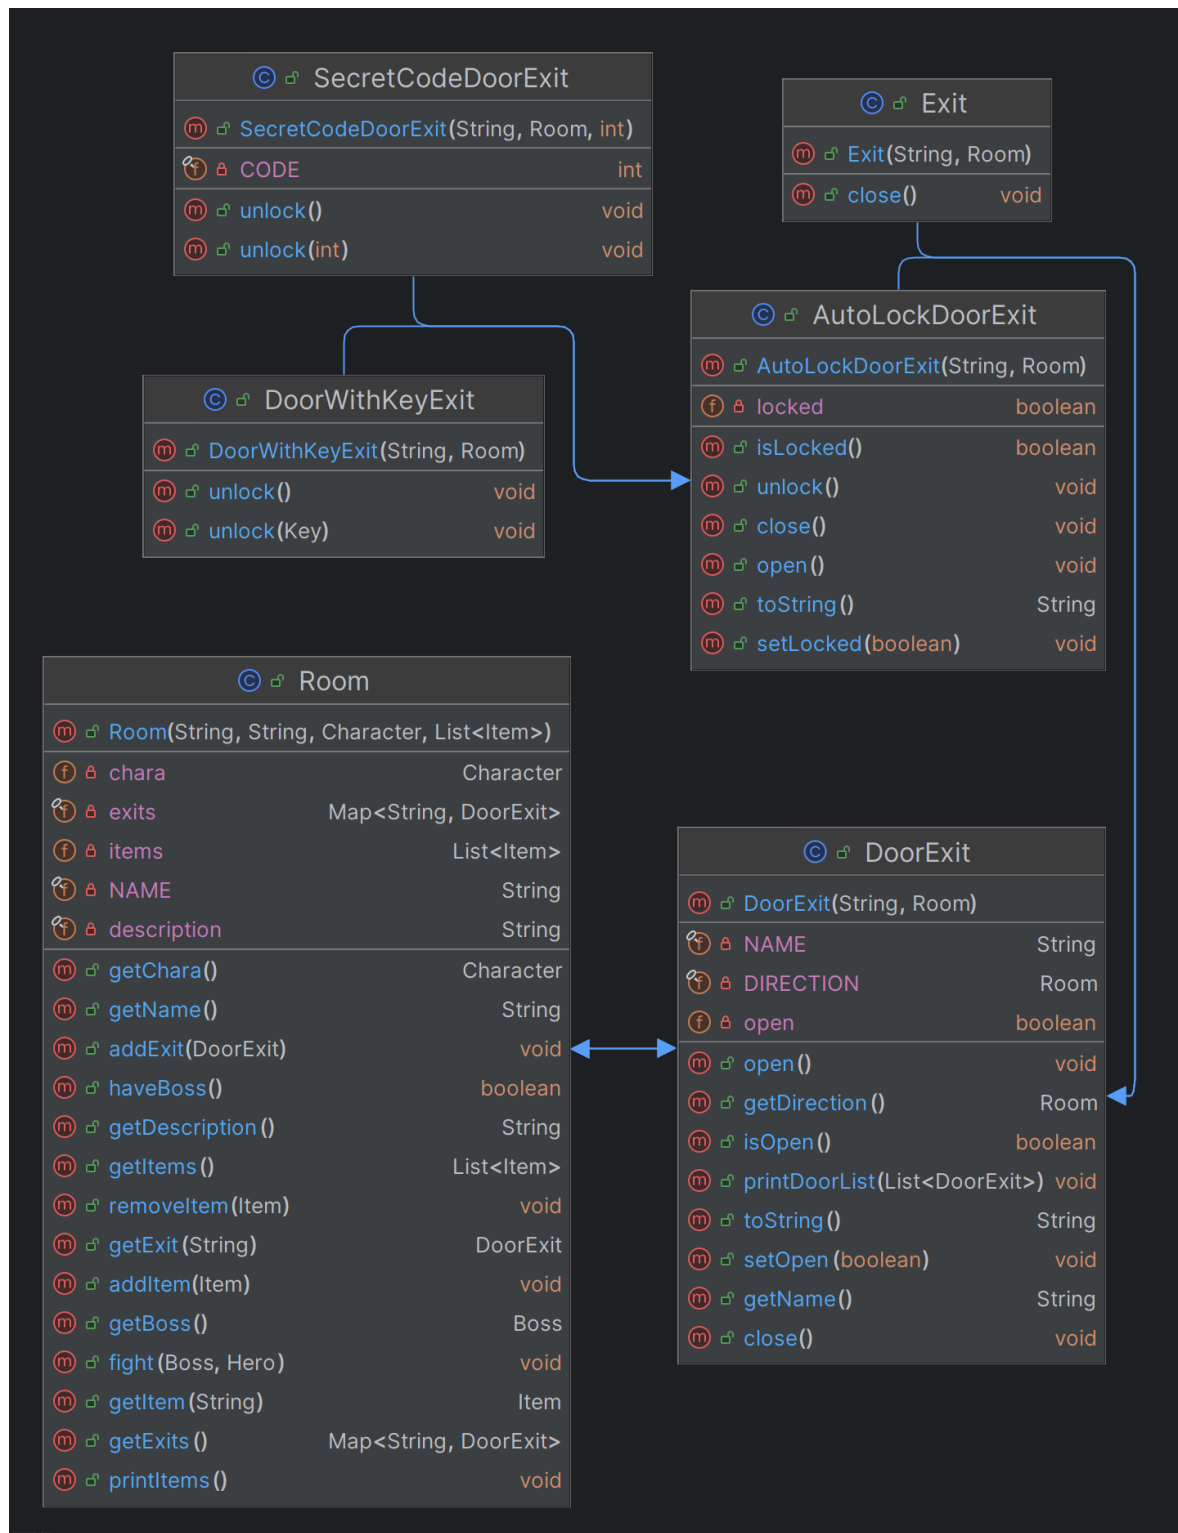 SecretCodeDoorExit
SecretCodeDoorExit(String, Room, int)
CODE int
unlock() void
unlock(int) void
Exit
Exit(String, Room)
close() void
AutoLockDoorExit
AutoLockDoorExit(String, Room)
locked boolean
isLocked() boolean
unlock() void
close() void
open() void
toString() String
setLocked(boolean) void
DoorWithKeyExit
DoorWithKeyExit(String, Room)
unlock() void
unlock(Key) void
Room
Room(String, String, Character, List<Item>)
chara Character
exits Map<String, DoorExit>
items List<Item>
NAME String
description String
getChara() Character
getName() String
addExit(DoorExit) void
haveBoss() boolean
getDescription() String
getItems() List<Item>
removeItem(Item) void
getExit(String) DoorExit
addItem(Item) void
getBoss() Boss
fight(Boss, Hero) void
getItem(String) Item
getExits() Map<String, DoorExit>
printItems() void
DoorExit
DoorExit(String, Room)
NAME String
DIRECTION Room
open boolean
open() void
getDirection() Room
isOpen() boolean
printDoorList(List<DoorExit>) void
toString() String
setOpen(boolean) void
getName() String
close() void